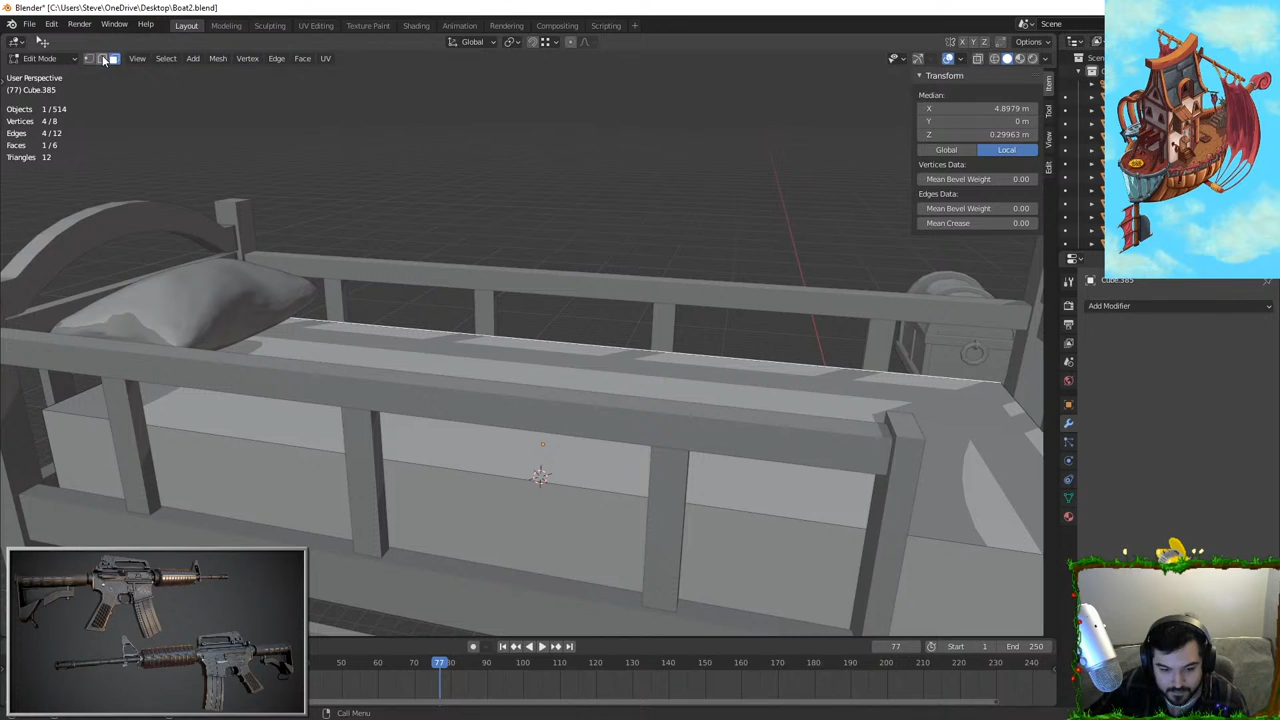 Blender* [C:\Users\Steve\OneDrive\Desktop\Boat2.blend]
File Edit Render Window Help Layout Modeling Sculpting UV Editing Texture Paint Shading Animation Rendering Compositing Scripting + Scene
Global X Y Z Options
Edit Mode View Select Add Mesh Vertex Edge Face UV
User Perspective
(77) Cube.385
Objects 1/514
Vertices 4/8
Edges 4/12
Faces 1/6
Triangles 12
Transform
Median:
X 4.8979 m
Y 0 m
Z 0.29963 m
Global Local
Vertices Data:
Mean Bevel Weight 0.00
Edges Data:
Mean Bevel Weight 0.00
Mean Crease 0.00
Item
Tool
View
Edit
Cube.385
Add Modifier
77 Start 1 End 250
50 60 70 77 80 90 100 110 120 130 140 150 160 170 180 190 200 210 220 230 240 250
Call Menu